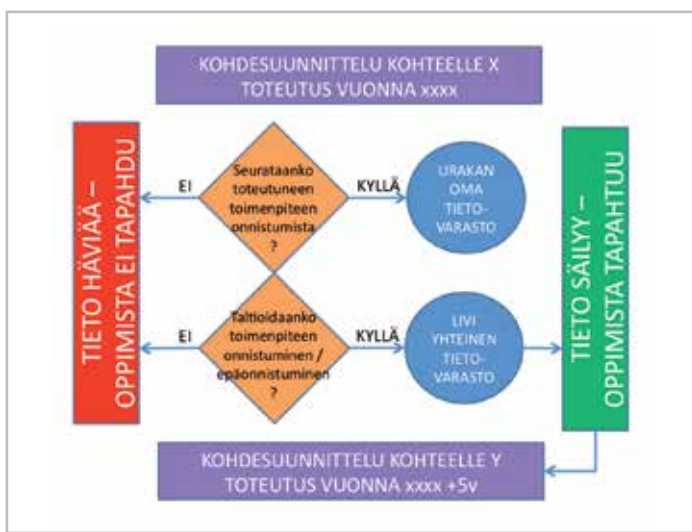 KOHDESUUNNITTELU KOHTEELLE X
TOTEUTUS VUONNA xxxx
TIETO HÄVIÄÄ –
OPPIMISTA EI TAPAHDU
EI
Seurataanko
toteutuneen
toimenpiteen
onnistumista
?
KYLLÄ
URAKAN
OMA
TIETO-
VARASTO
TIETO SÄILYY –
OPPIMISTA TAPAHTUU
EI
Taltioidaanko
toimenpiteen
onnistuminen /
epäonnistuminen
?
KYLLÄ
LIVI
YHTEINEN
TIETO-
VARASTO
KOHDESUUNNITTELU KOHTEELLE Y
TOTEUTUS VUONNA xxxx +5v